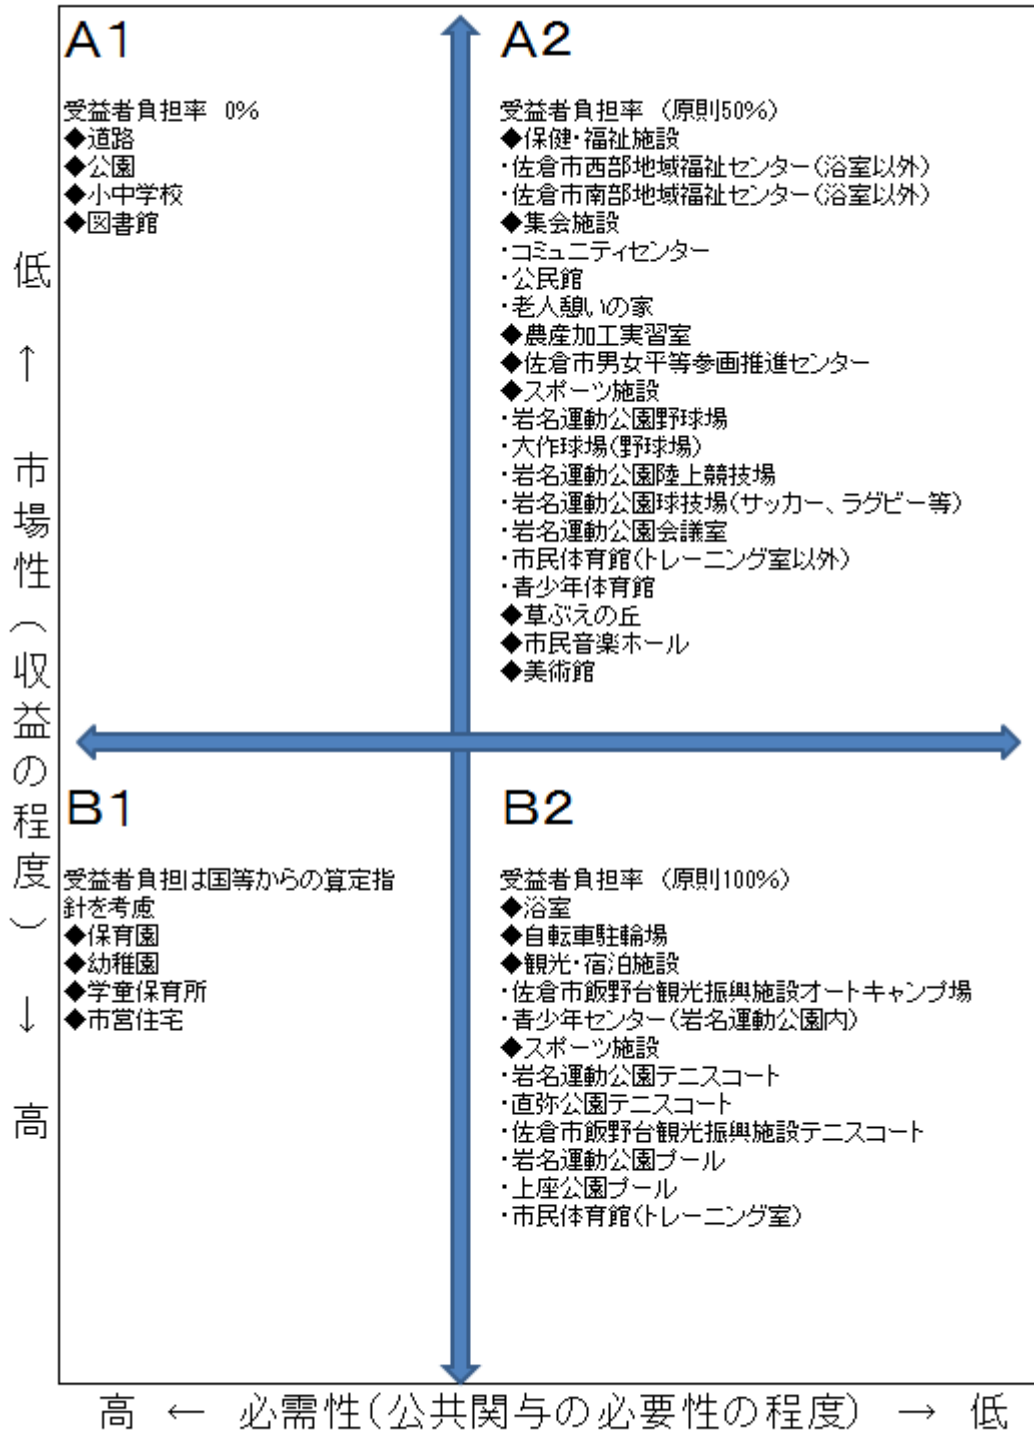 A1
受益者負担率 0%
◆道路
◆公園
◆小中学校
◆図書館
A2
受益者負担率 (原則50%)
◆保健・福祉施設
・佐倉市西部地域福祉センター(浴室以外)
・佐倉市南部地域福祉センター(浴室以外)
◆集会施設
・コミュニティセンター
・公民館
・老人憩いの家
◆農産加工実習室
◆佐倉市男女平等参画推進センター
◆スポーツ施設
・岩名運動公園野球場
・大作球場(野球場)
・岩名運動公園陸上競技場
・岩名運動公園球技場(サッカー、ラグビー等)
・岩名運動公園会議室
・市民体育館(トレーニング室以外)
・青少年体育館
◆草ぶえの丘
◆市民音楽ホール
◆美術館
低 ↑ 市場性(収益の程度) ↓ 高
B1
受益者負担は国等からの算定指
針を考慮
◆保育園
◆幼稚園
◆学童保育所
◆市営住宅
B2
受益者負担率 (原則100%)
◆浴室
◆自転車駐輪場
◆観光・宿泊施設
・佐倉市飯野台観光振興施設オートキャンプ場
・青少年センター(岩名運動公園内)
◆スポーツ施設
・岩名運動公園テニスコート
・直弥公園テニスコート
・佐倉市飯野台観光振興施設テニスコート
・岩名運動公園プール
・上座公園プール
・市民体育館(トレーニング室)
高 ← 必需性(公共関与の必要性の程度) → 低